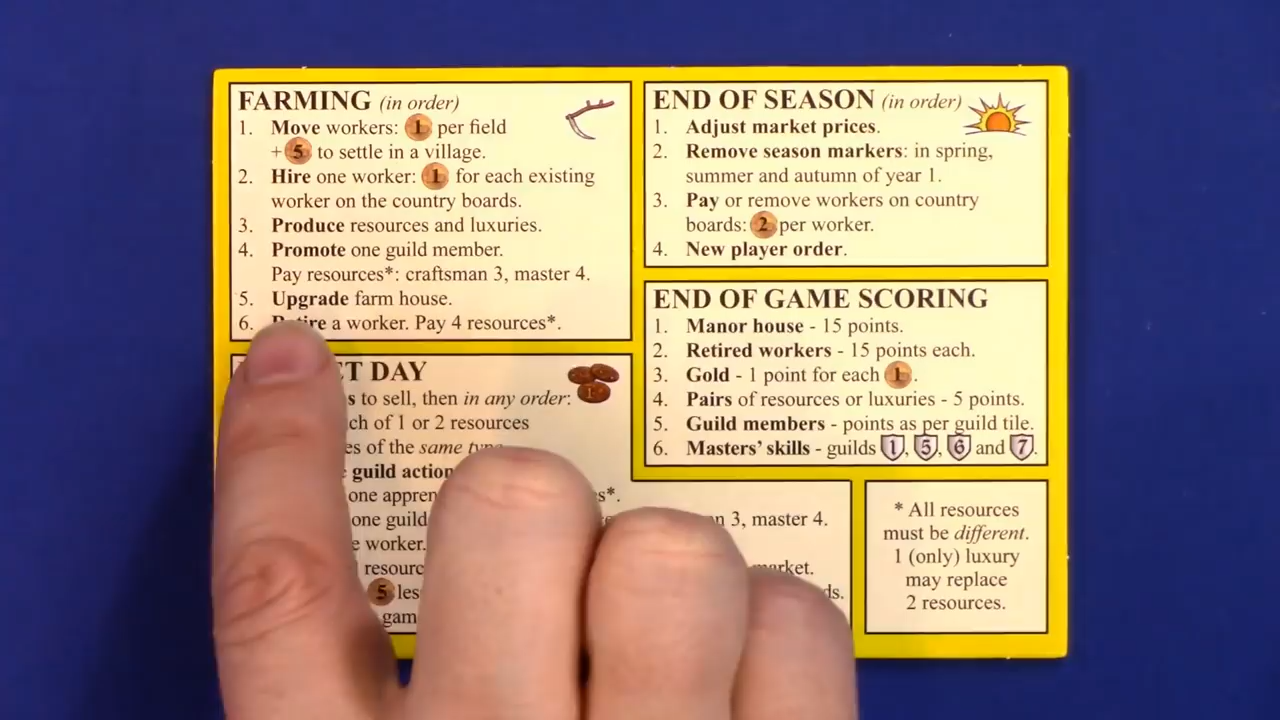 FARMING (in order)
1. Move workers: 1 per field
+ 5 to settle in a village.
2. Hire one worker: 1 for each existing
worker on the country boards.
3. Produce resources and luxuries.
4. Promote one guild member.
Pay resources*: craftsman 3, master 4.
5. Upgrade farm house.
6. Retire a worker. Pay 4 resources*.
DAY
to sell, then in any order:
of 1 or 2 resources
of the same type
guild action
one
one guild 3, master 4.
worker.
market.
5
END OF SEASON (in order)
1. Adjust market prices.
2. Remove season markers: in spring,
summer and autumn of year 1.
3. Pay or remove workers on country
boards: 2 per worker.
4. New player order.
END OF GAME SCORING
1. Manor house - 15 points.
2. Retired workers - 15 points each.
3. Gold - 1 point for each 1.
4. Pairs of resources or luxuries - 5 points.
5. Guild members - points as per guild tile.
6. Masters' skills - guilds 1, 5, 6 and 7.
* All resources
must be different.
1 (only) luxury
may replace
2 resources.